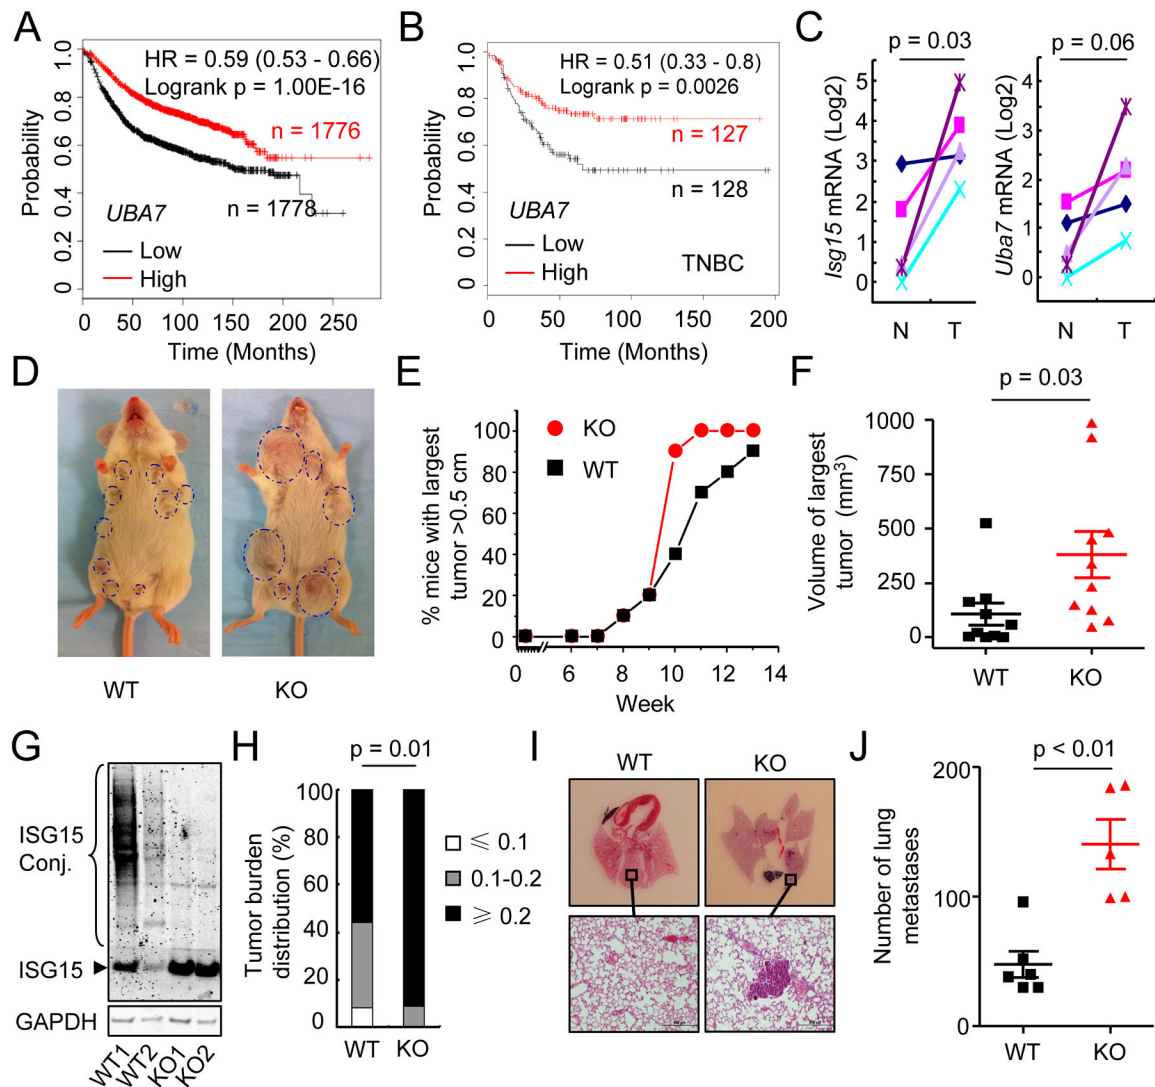 A
HR = 0.59 (0.53 - 0.66)
Logrank p = 1.00E-16
n = 1776
n = 1778
UBA7
Low
High
Probability
1.0
0.8
0.6
0.4
0.2
0.0
0 50 100 150 200 250
Time (Months)
B
HR = 0.51 (0.33 - 0.8)
Logrank p = 0.0026
n = 127
n = 128
UBA7
Low
High
TNBC
Probability
1.0
0.8
0.6
0.4
0.2
0.0
0 50 100 150 200
Time (Months)
C
p = 0.03
Isg15 mRNA (Log2)
5
4
3
2
1
0
N T
p = 0.06
Uba7 mRNA (Log2)
4
3
2
1
0
N T
D
WT KO
E
KO
WT
% mice with largest
tumor >0.5 cm
100
80
60
40
20
0
0 6 8 10 12 14
Week
F
p = 0.03
Volume of largest
tumor (mm³)
1000
500
250
0
WT KO
G
ISG15
Conj.
ISG15
GAPDH
WT1
WT2
KO1
KO2
H
p = 0.01
Tumor burden
distribution (%)
100
80
60
40
20
0
WT KO
≤ 0.1
0.1-0.2
≥ 0.2
I
WT KO
J
p < 0.01
Number of lung
metastases
200
100
0
WT KO